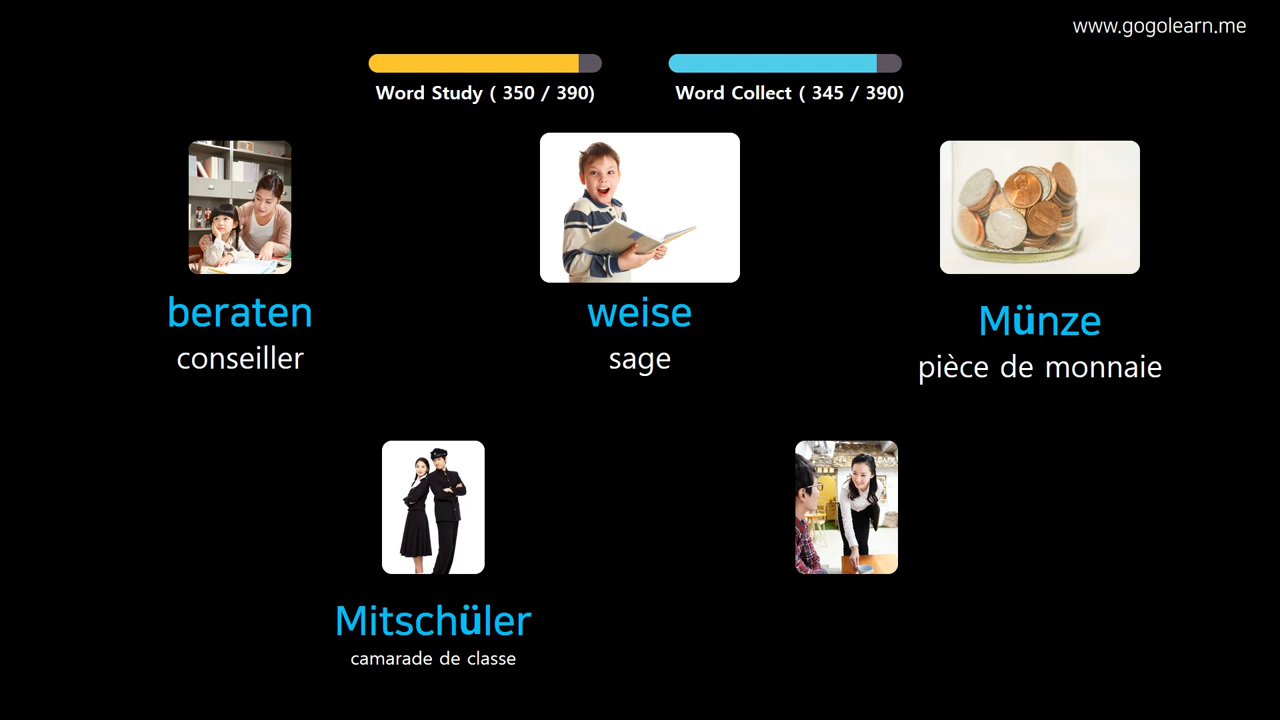 www.gogolearn.me
Word Study ( 350 / 390)
Word Collect ( 345 / 390)
beraten
conseiller
weise
sage
Münze
pièce de monnaie
Mitschüler
camarade de classe